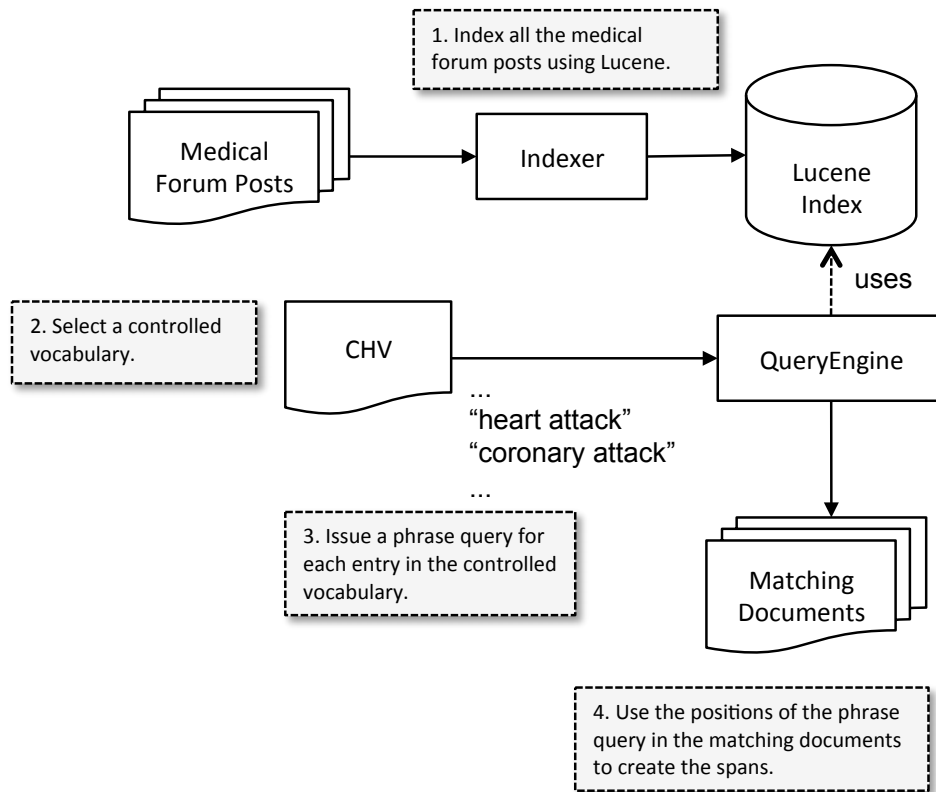 1. Index all the medical
forum posts using Lucene.
Medical
Forum Posts
Indexer
Lucene
Index
uses
2. Select a controlled
vocabulary.
CHV
QueryEngine
...
“heart attack”
“coronary attack”
...
3. Issue a phrase query for
each entry in the controlled
vocabulary.
Matching
Documents
4. Use the positions of the phrase
query in the matching documents
to create the spans.